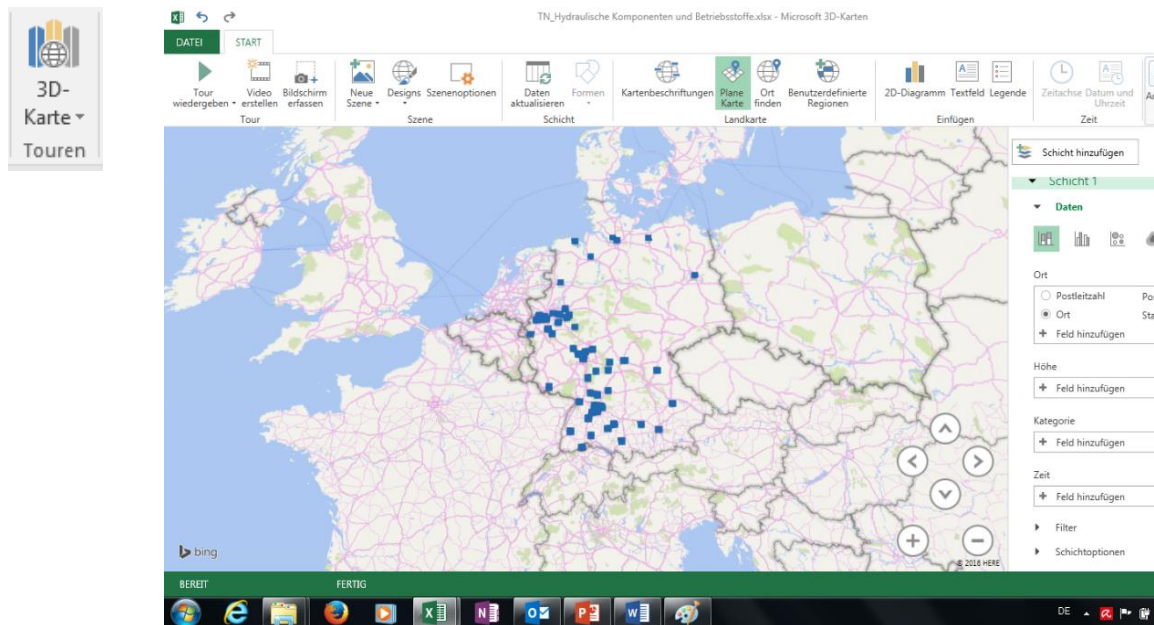 3D-
Karte
Touren
TN_Hydraulische Komponenten und Betriebsstoffe.xlsx - Microsoft 3D-Karten
DATEI START
Tour wiedergeben
Video erstellen
Bildschirm erfassen
Neue Szene
Designs
Szenenoptionen
Daten aktualisieren
Formen
Kartenbeschriftungen
Plane Karte
Ort finden
Benutzerdefinierte Regionen
2D-Diagramm
Textfeld
Legende
Zeitachse
Datum und Uhrzeit
Tour
Szene
Schicht
Landkarte
Einfügen
Zeit
Schicht hinzufügen
Schicht 1
Daten
Ort
Postleitzahl
Ort
+ Feld hinzufügen
Höhe
+ Feld hinzufügen
Kategorie
+ Feld hinzufügen
Zeit
+ Feld hinzufügen
Filter
Schichtoptionen
bing
© 2016 HERE
BEREIT FERTIG
DE